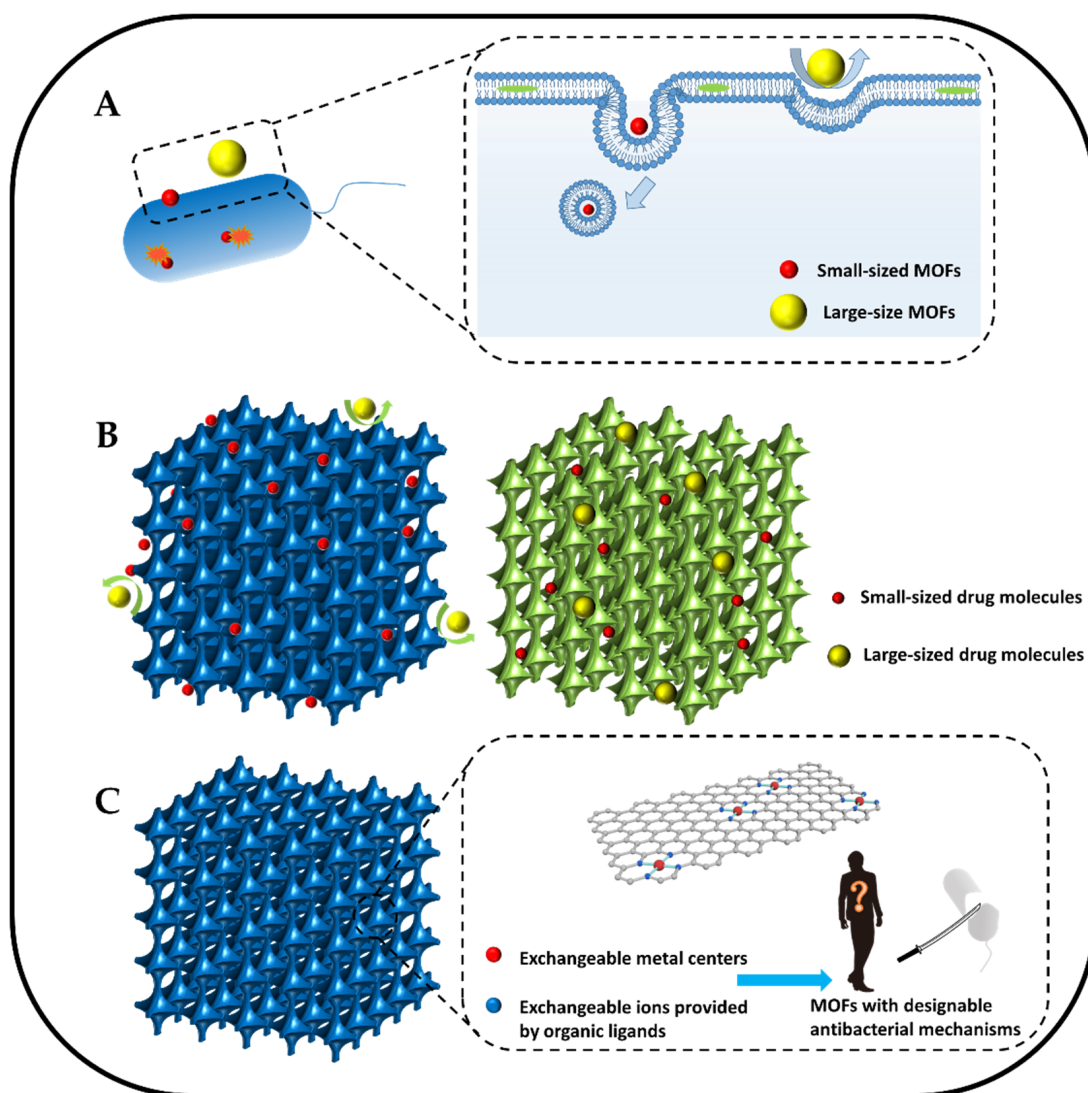 A
Small-sized MOFs
Large-size MOFs
B
Small-sized drug molecules
Large-sized drug molecules
C
?
Exchangeable metal centers
Exchangeable ions provided
by organic ligands
MOFs with designable
antibacterial mechanisms